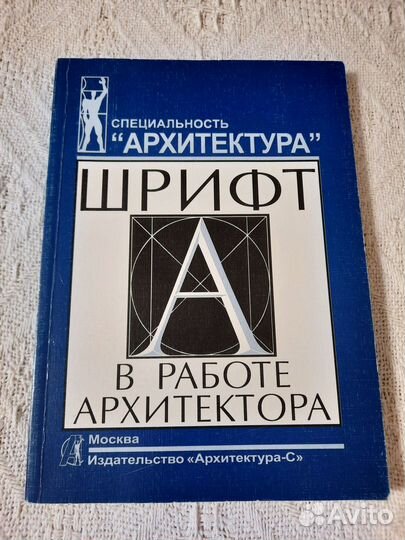 СПЕЦИАЛЬНОСТЬ
"АРХИТЕКТУРА"
ШРИФТ
А
В РАБОТЕ
АРХИТЕКТОРА
Москва
Издательство «Архитектура-С»
Avito